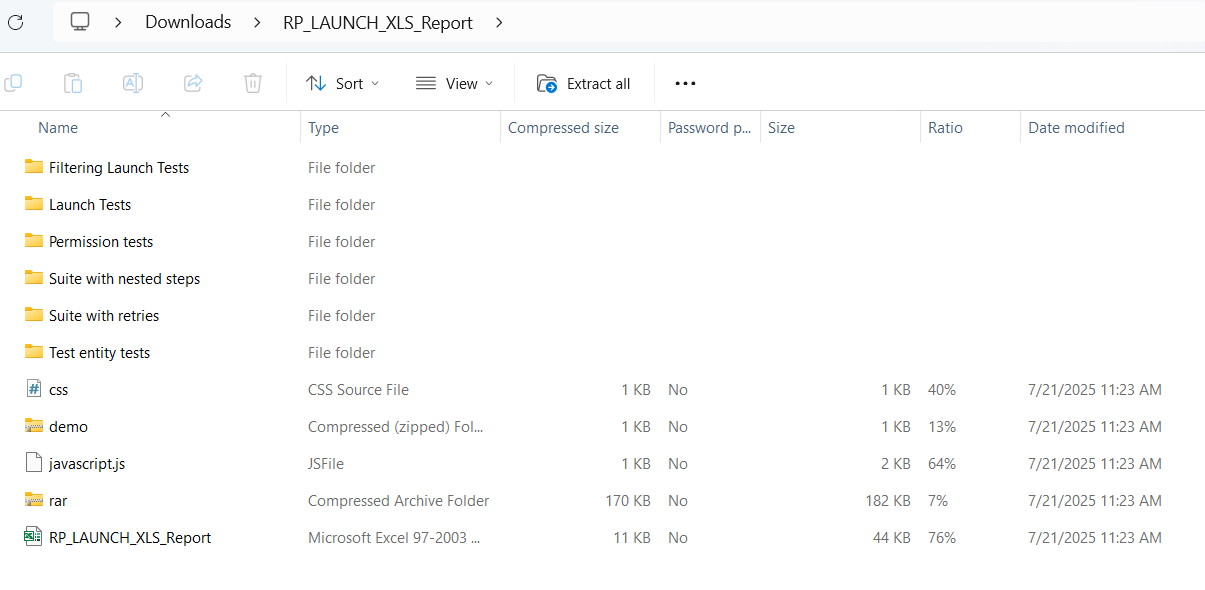 Downloads > RP_LAUNCH_XLS_Report >
Sort View Extract all
Name Type Compressed size Password p... Size Ratio Date modified
Filtering Launch Tests File folder
Launch Tests File folder
Permission tests File folder
Suite with nested steps File folder
Suite with retries File folder
Test entity tests File folder
css CSS Source File 1 KB No 1 KB 40% 7/21/2025 11:23 AM
demo Compressed (zipped) Fol... 1 KB No 1 KB 13% 7/21/2025 11:23 AM
javascript.js JSFile 1 KB No 2 KB 64% 7/21/2025 11:23 AM
rar Compressed Archive Folder 170 KB No 182 KB 7% 7/21/2025 11:23 AM
RP_LAUNCH_XLS_Report Microsoft Excel 97-2003 ... 11 KB No 44 KB 76% 7/21/2025 11:23 AM